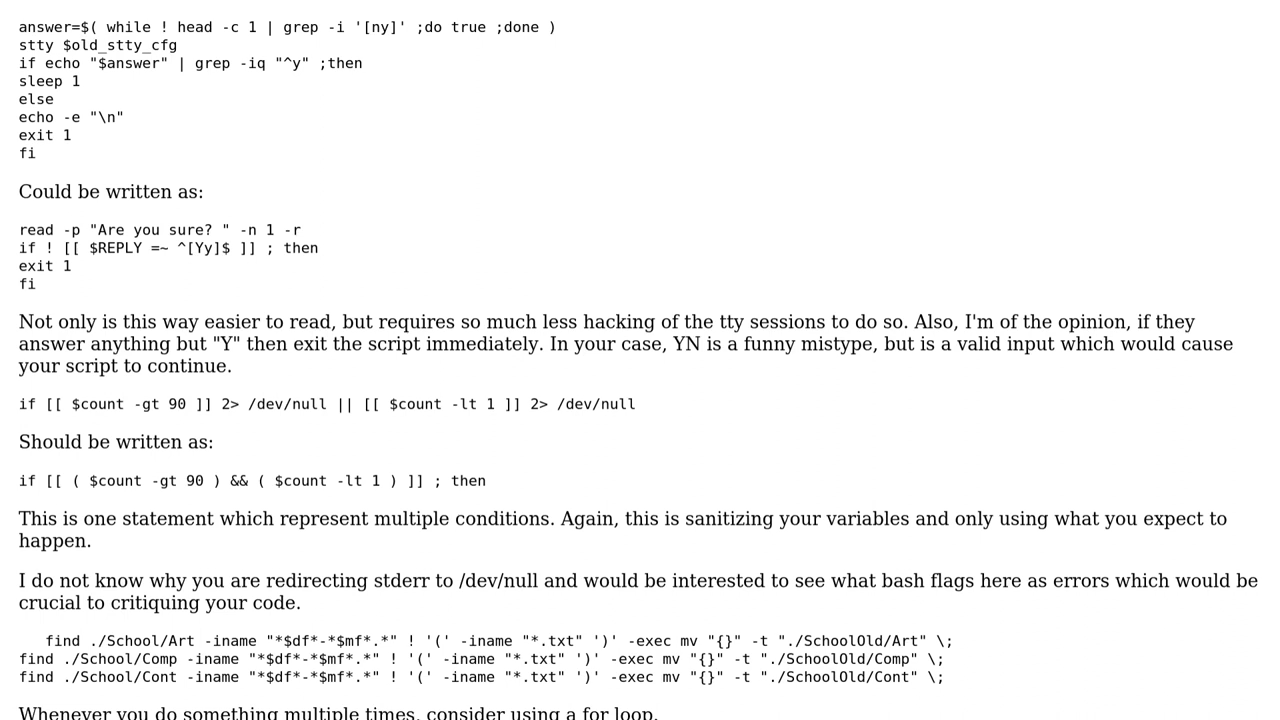 answer=$( while ! head -c 1 | grep -i '[ny]' ;do true ;done )
stty $old_stty_cfg
if echo "$answer" | grep -iq "^y" ;then
sleep 1
else
echo -e "\n"
exit 1
fi
Could be written as:
read -p "Are you sure? " -n 1 -r
if ! [[ $REPLY =~ ^[Yy]$ ]] ; then
exit 1
fi
Not only is this way easier to read, but requires so much less hacking of the tty sessions to do so. Also, I'm of the opinion, if they
answer anything but "Y" then exit the script immediately. In your case, YN is a funny mistype, but is a valid input which would cause
your script to continue.
if [[ $count -gt 90 ]] 2> /dev/null || [[ $count -lt 1 ]] 2> /dev/null
Should be written as:
if [[ ( $count -gt 90 ) && ( $count -lt 1 ) ]] ; then
This is one statement which represent multiple conditions. Again, this is sanitizing your variables and only using what you expect to
happen.
I do not know why you are redirecting stderr to /dev/null and would be interested to see what bash flags here as errors which would be
crucial to critiquing your code.
find ./School/Art -iname "*$df*-*$mf*.*" ! '(' -iname "*.txt" ')' -exec mv "{}" -t "./SchoolOld/Art" \;
find ./School/Comp -iname "*$df*-*$mf*.*" ! '(' -iname "*.txt" ')' -exec mv "{}" -t "./SchoolOld/Comp" \;
find ./School/Cont -iname "*$df*-*$mf*.*" ! '(' -iname "*.txt" ')' -exec mv "{}" -t "./SchoolOld/Cont" \;
Whenever you do something multiple times, consider using a for loop.